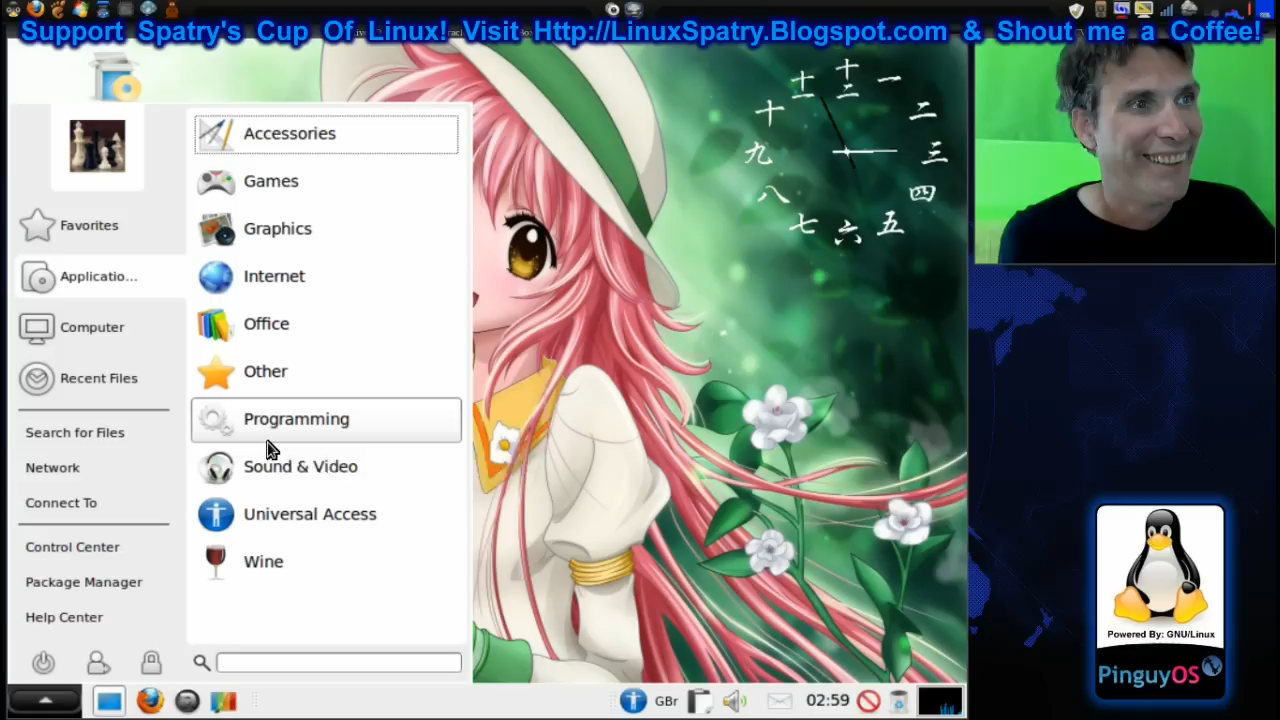 Support Spatry's Cup Of Linux! Visit Http://LinuxSpatry.Blogspot.com & Shout me a Coffee!
十二
一
二
三
四
五
六
七
八
九
十
十一
Accessories
Games
Graphics
Internet
Office
Other
Programming
Sound & Video
Universal Access
Wine
Favorites
Applicatio...
Computer
Recent Files
Search for Files
Network
Connect To
Control Center
Package Manager
Help Center
GBr
02:59
Powered By: GNU/Linux
PinguyOS